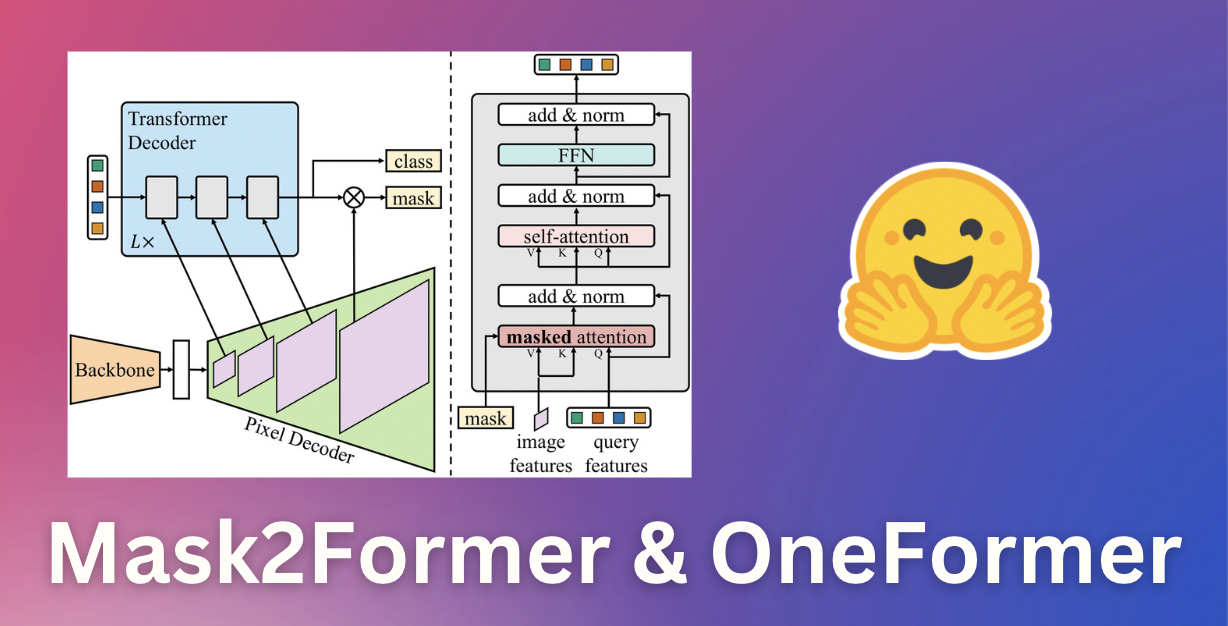 Transformer
Decoder
class
mask
L×
Backbone
Pixel Decoder
add & norm
FFN
add & norm
self-attention
V K Q
add & norm
masked attention
V K Q
mask
image
features
query
features
Mask2Former & OneFormer